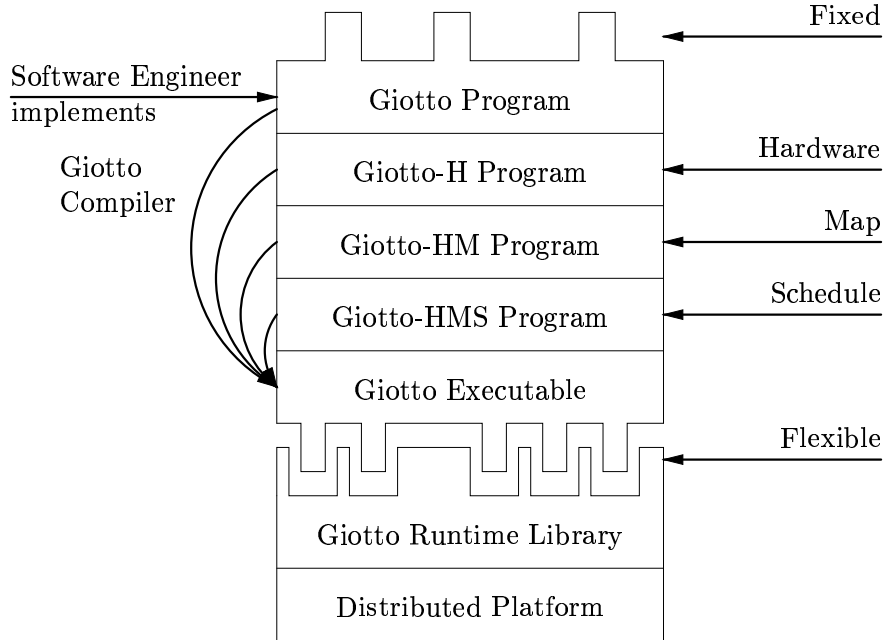 Fixed
Software Engineer
implements
Giotto Program
Giotto
Compiler
Hardware
Giotto-H Program
Map
Giotto-HM Program
Schedule
Giotto-HMS Program
Giotto Executable
Flexible
Giotto Runtime Library
Distributed Platform